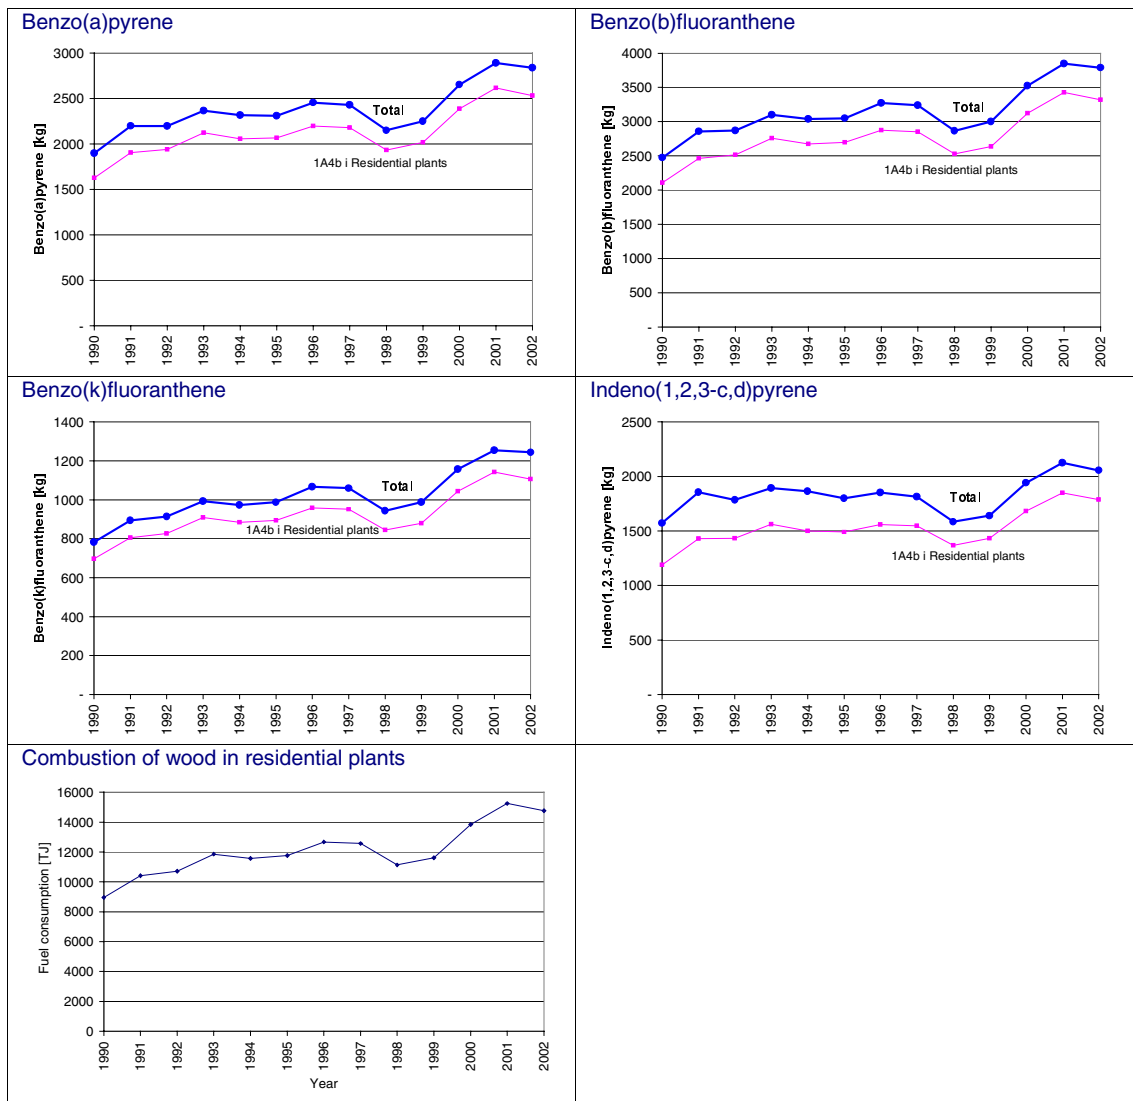 Benzo(a)pyrene
3000
2500
2000
1500
1000
500
-
Benzo(a)pyrene [kg]
Total
1A4b i Residential plants
1990 1991 1992 1993 1994 1995 1996 1997 1998 1999 2000 2001 2002
Benzo(b)fluoranthene
4000
3500
3000
2500
2000
1500
1000
500
-
Benzo(b)fluoranthene [kg]
Total
1A4b i Residential plants
1990 1991 1992 1993 1994 1995 1996 1997 1998 1999 2000 2001 2002
Benzo(k)fluoranthene
1400
1200
1000
800
600
400
200
-
Benzo(k)fluoranthene [kg]
Total
1A4b i Residential plants
1990 1991 1992 1993 1994 1995 1996 1997 1998 1999 2000 2001 2002
Indeno(1,2,3-c,d)pyrene
2500
2000
1500
1000
500
-
Indeno(1,2,3-c,d)pyrene [kg]
Total
1A4b i Residential plants
1990 1991 1992 1993 1994 1995 1996 1997 1998 1999 2000 2001 2002
Combustion of wood in residential plants
16000
14000
12000
10000
8000
6000
4000
2000
0
Fuel consumption [TJ]
1990 1991 1992 1993 1994 1995 1996 1997 1998 1999 2000 2001 2002
Year